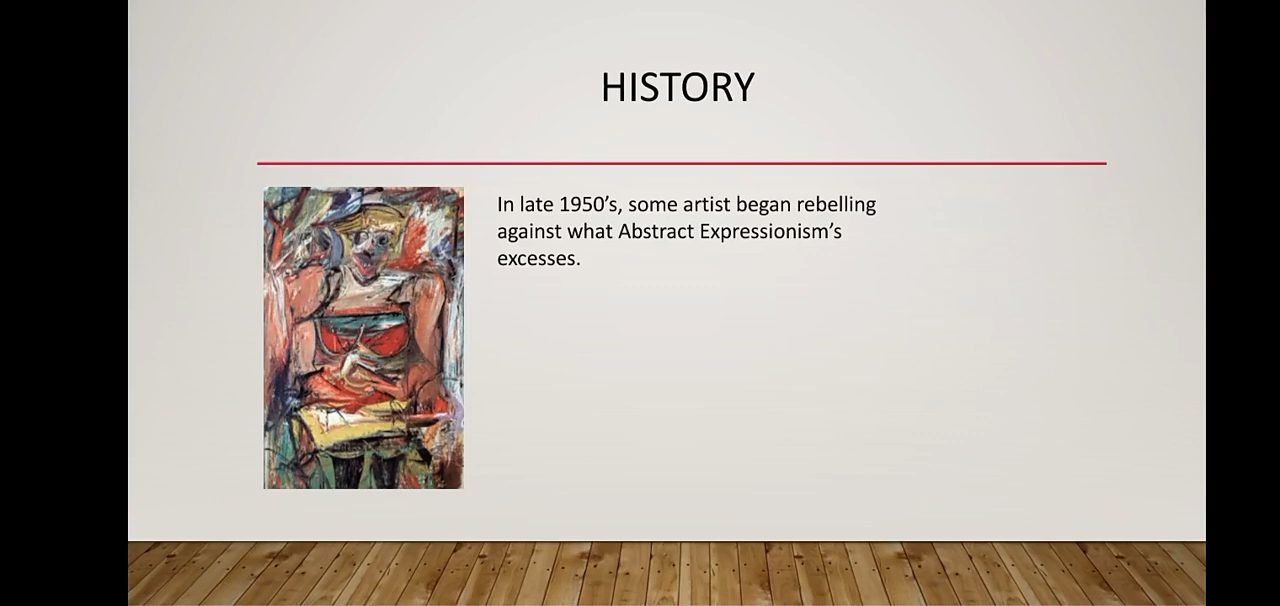 HISTORY
In late 1950’s, some artist began rebelling
against what Abstract Expressionism’s
excesses.